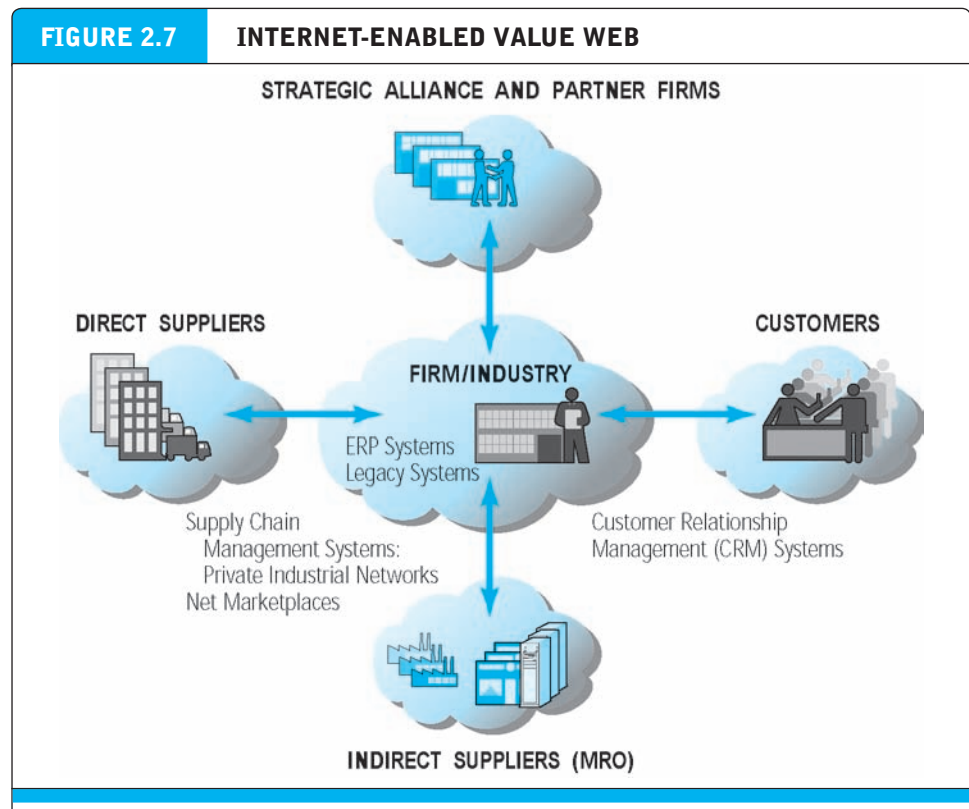 FIGURE 2.7 INTERNET-ENABLED VALUE WEB
STRATEGIC ALLIANCE AND PARTNER FIRMS
DIRECT SUPPLIERS
CUSTOMERS
FIRM/INDUSTRY
ERP Systems
Legacy Systems
Supply Chain
Management Systems:
Private Industrial Networks
Net Marketplaces
Customer Relationship
Management (CRM) Systems
INDIRECT SUPPLIERS (MRO)